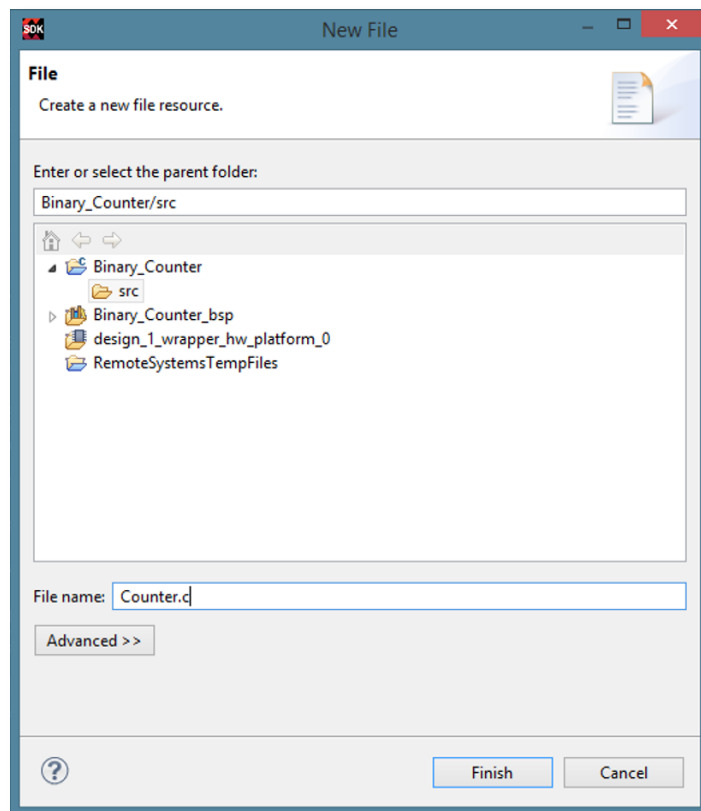 SDK New File
File
Create a new file resource.
Enter or select the parent folder:
Binary_Counter/src
Binary_Counter
src
Binary_Counter_bsp
design_1_wrapper_hw_platform_0
RemoteSystemsTempFiles
File name: Counter.c
Advanced >>
Finish Cancel